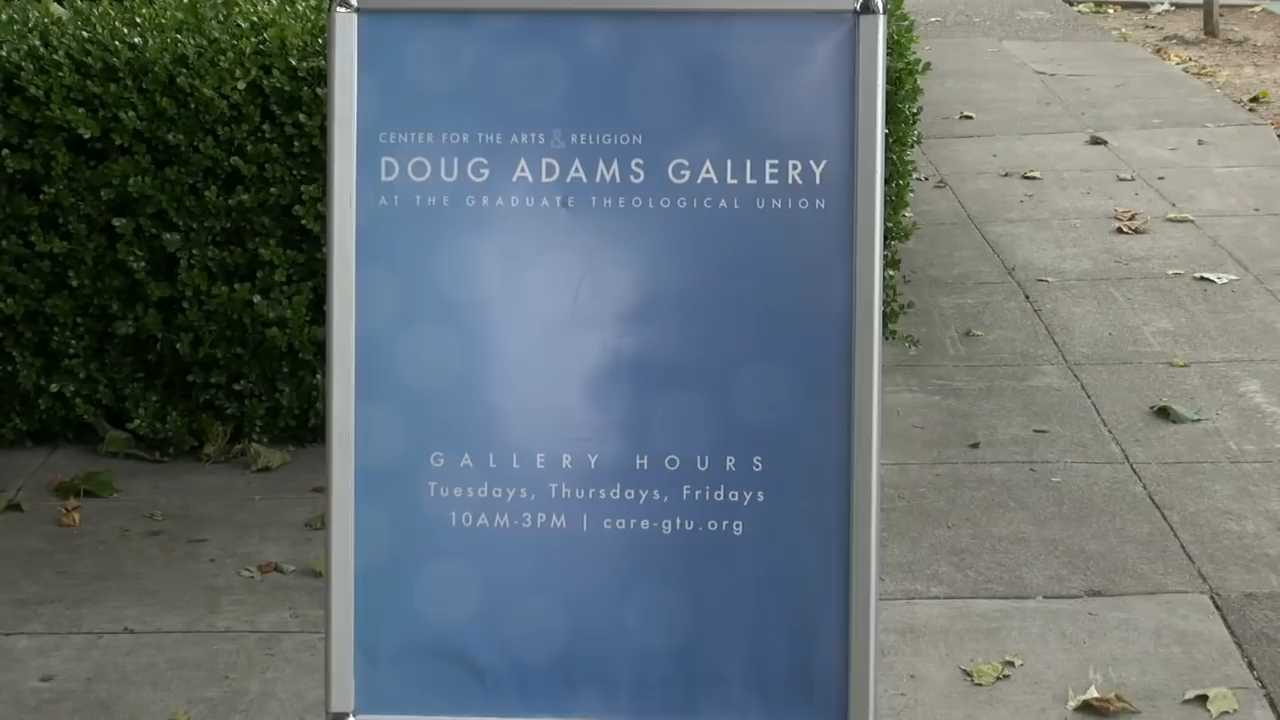 CENTER FOR THE ARTS & RELIGION
DOUG ADAMS GALLERY
AT THE GRADUATE THEOLOGICAL UNION
GALLERY HOURS
Tuesdays, Thursdays, Fridays
10AM-3PM | care-gtu.org